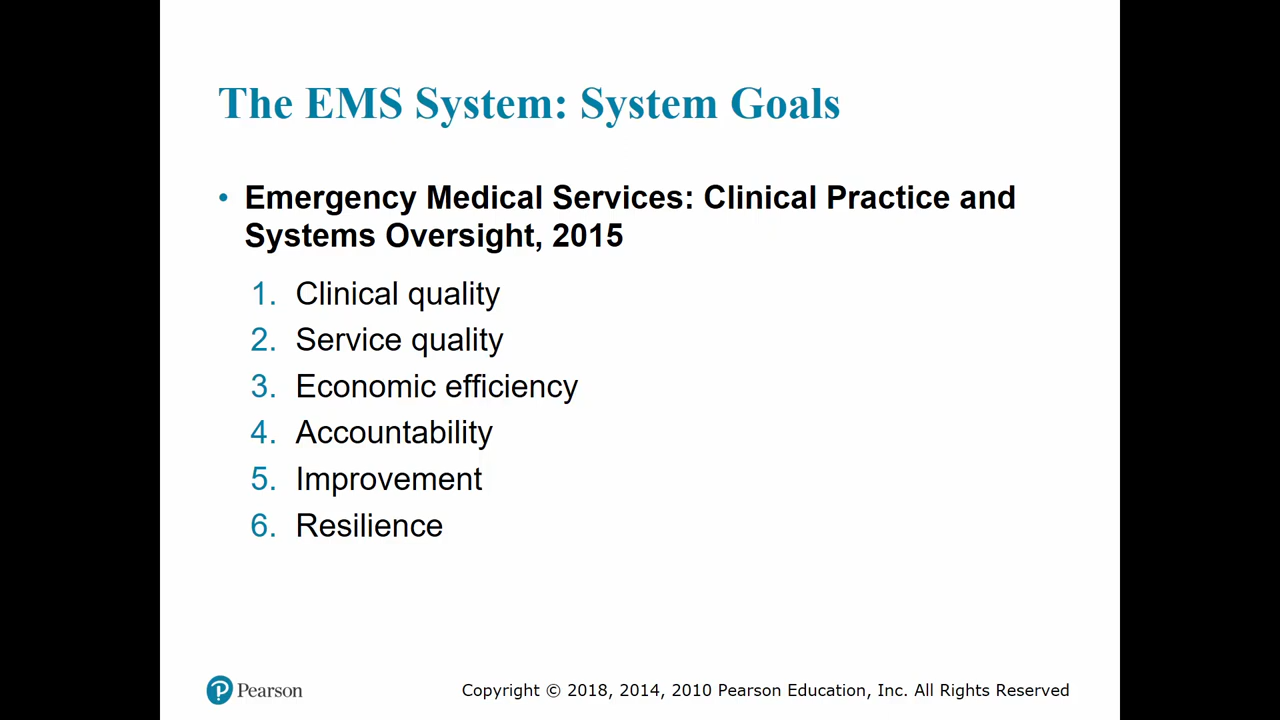 The EMS System: System Goals
• Emergency Medical Services: Clinical Practice and
Systems Oversight, 2015
1. Clinical quality
2. Service quality
3. Economic efficiency
4. Accountability
5. Improvement
6. Resilience
P Pearson
Copyright © 2018, 2014, 2010 Pearson Education, Inc. All Rights Reserved